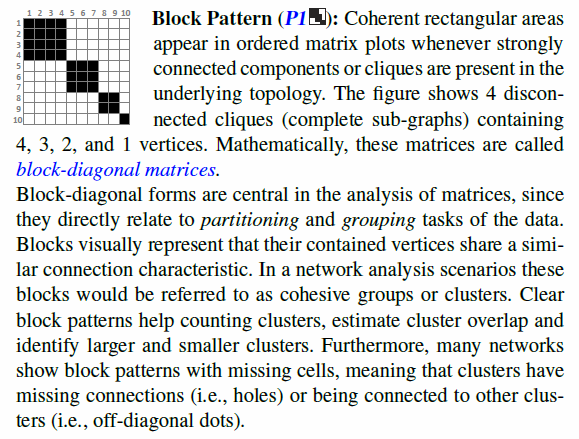 1 2 3 4 5 6 7 8 9 10
1
2
3
4
5
6
7
8
9
10
Block Pattern (P1): Coherent rectangular areas
appear in ordered matrix plots whenever strongly
connected components or cliques are present in the
underlying topology. The figure shows 4 discon-
nected cliques (complete sub-graphs) containing
4, 3, 2, and 1 vertices. Mathematically, these matrices are called
block-diagonal matrices.
Block-diagonal forms are central in the analysis of matrices, since
they directly relate to partitioning and grouping tasks of the data.
Blocks visually represent that their contained vertices share a simi-
lar connection characteristic. In a network analysis scenarios these
blocks would be referred to as cohesive groups or clusters. Clear
block patterns help counting clusters, estimate cluster overlap and
identify larger and smaller clusters. Furthermore, many networks
show block patterns with missing cells, meaning that clusters have
missing connections (i.e., holes) or being connected to other clus-
ters (i.e., off-diagonal dots).